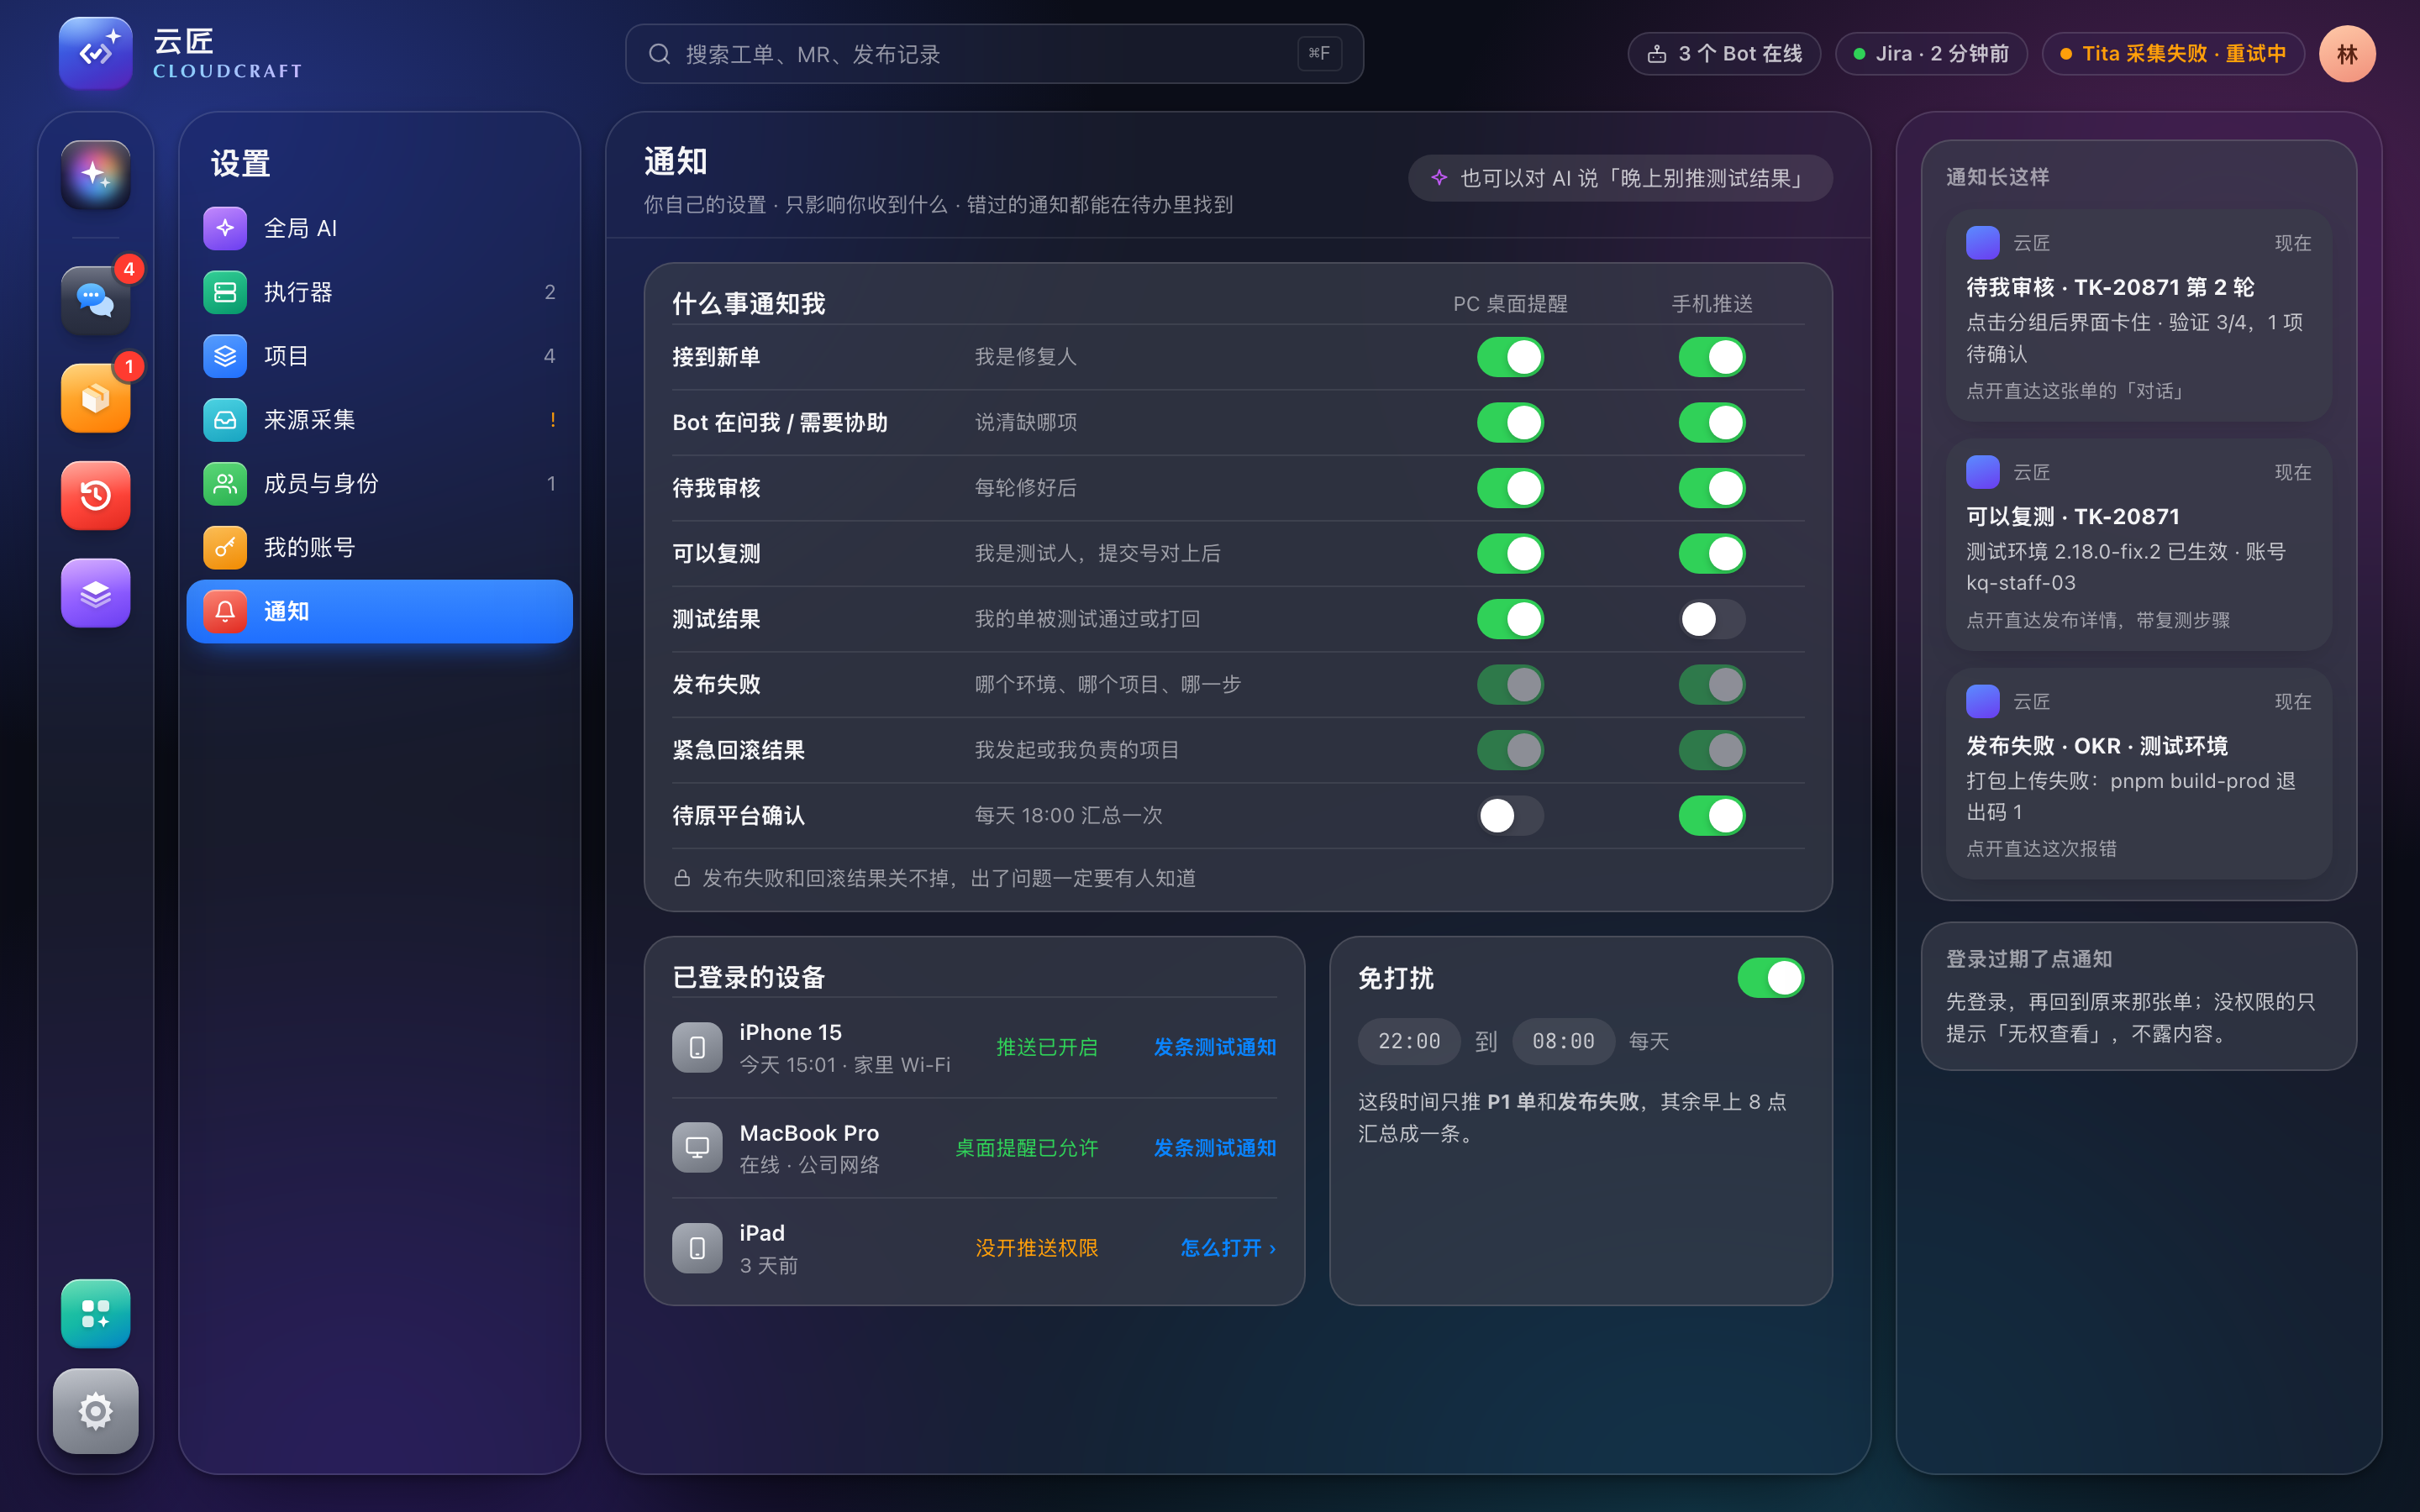 云匠
CLOUDCRAFT
搜索工单、MR、发布记录
⌘F
3 个 Bot 在线
Jira · 2 分钟前
Tita 采集失败 · 重试中
林
4
1
设置
全局 AI
执行器
2
项目
4
来源采集
!
成员与身份
1
我的账号
通知
通知
你自己的设置 · 只影响你收到什么 · 错过的通知都能在待办里找到
也可以对 AI 说「晚上别推测试结果」
什么事通知我
PC 桌面提醒
手机推送
接到新单
我是修复人
Bot 在问我 / 需要协助
说清缺哪项
待我审核
每轮修好后
可以复测
我是测试人，提交号对上后
测试结果
我的单被测试通过或打回
发布失败
哪个环境、哪个项目、哪一步
紧急回滚结果
我发起或我负责的项目
待原平台确认
每天 18:00 汇总一次
发布失败和回滚结果关不掉，出了问题一定要有人知道
已登录的设备
iPhone 15
今天 15:01 · 家里 Wi-Fi
推送已开启
发条测试通知
MacBook Pro
在线 · 公司网络
桌面提醒已允许
发条测试通知
iPad
3 天前
没开推送权限
怎么打开 ›
免打扰
22:00 到 08:00 每天
这段时间只推 P1 单和发布失败，其余早上 8 点
汇总成一条。
通知长这样
云匠
现在
待我审核 · TK-20871 第 2 轮
点击分组后界面卡住 · 验证 3/4，1 项
待确认
点开直达这张单的「对话」
云匠
现在
可以复测 · TK-20871
测试环境 2.18.0-fix.2 已生效 · 账号
kq-staff-03
点开直达发布详情，带复测步骤
云匠
现在
发布失败 · OKR · 测试环境
打包上传失败：pnpm build-prod 退
出码 1
点开直达这次报错
登录过期了点通知
先登录，再回到原来那张单；没权限的只
提示「无权查看」，不露内容。